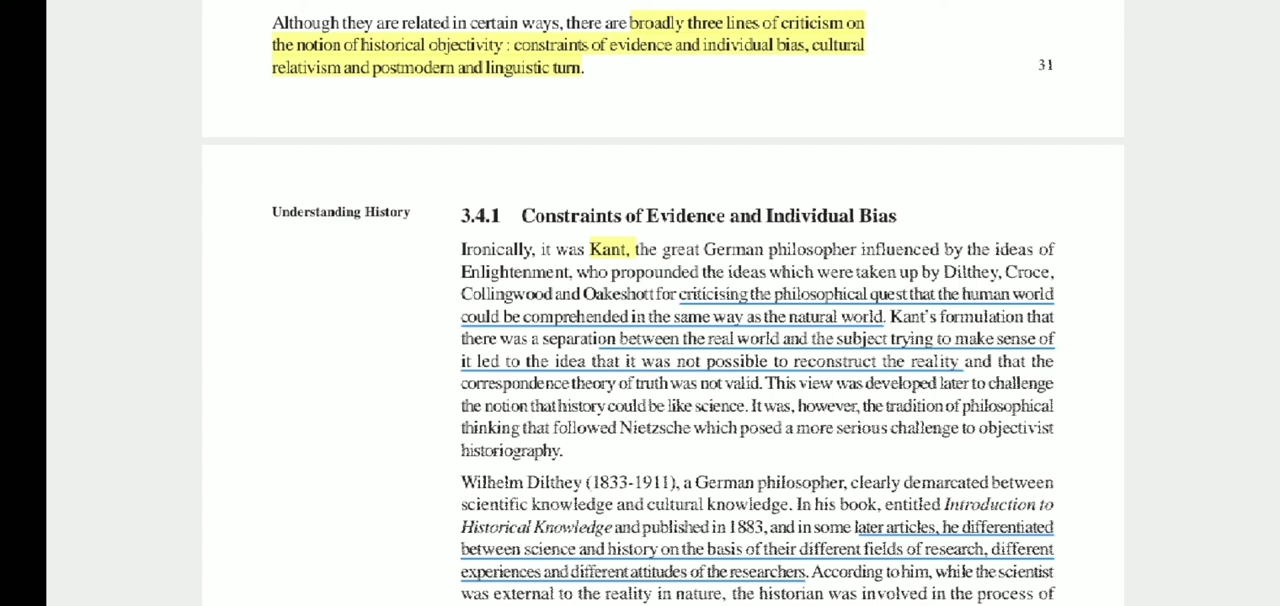 Although they are related in certain ways, there are broadly three lines of criticism on
the notion of historical objectivity : constraints of evidence and individual bias, cultural
relativism and postmodern and linguistic turn.
31
Understanding History
3.4.1 Constraints of Evidence and Individual Bias
Ironically, it was Kant, the great German philosopher influenced by the ideas of
Enlightenment, who propounded the ideas which were taken up by Dilthey, Croce,
Collingwood and Oakeshott for criticising the philosophical quest that the human world
could be comprehended in the same way as the natural world. Kant's formulation that
there was a separation between the real world and the subject trying to make sense of
it led to the idea that it was not possible to reconstruct the reality and that the
correspondence theory of truth was not valid. This view was developed later to challenge
the notion that history could be like science. It was, however, the tradition of philosophical
thinking that followed Nietzsche which posed a more serious challenge to objectivist
historiography.
Wilhelm Dilthey (1833-1911), a German philosopher, clearly demarcated between
scientific knowledge and cultural knowledge. In his book, entitled Introduction to
Historical Knowledge and published in 1883, and in some later articles, he differentiated
between science and history on the basis of their different fields of research, different
experiences and different attitudes of the researchers. According to him, while the scientist
was external to the reality in nature, the historian was involved in the process of